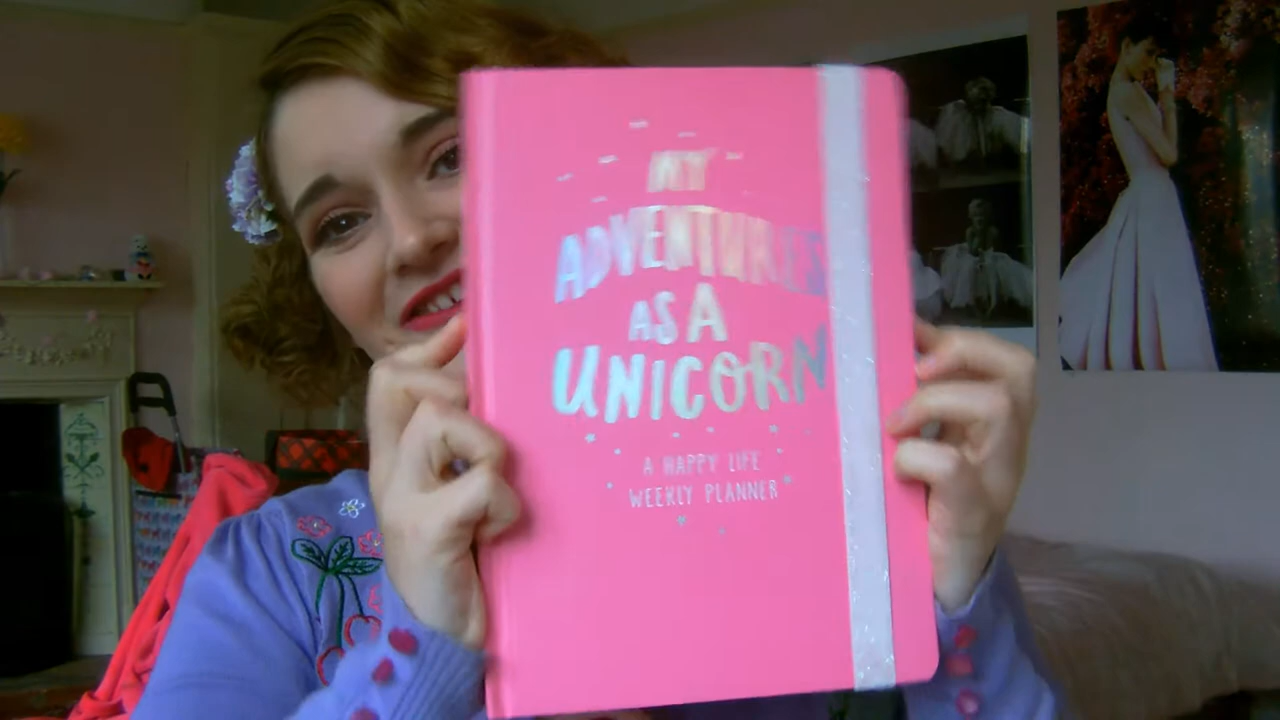 MY
ADVENTURES
AS A
UNICORN
A HAPPY LIFE
WEEKLY PLANNER